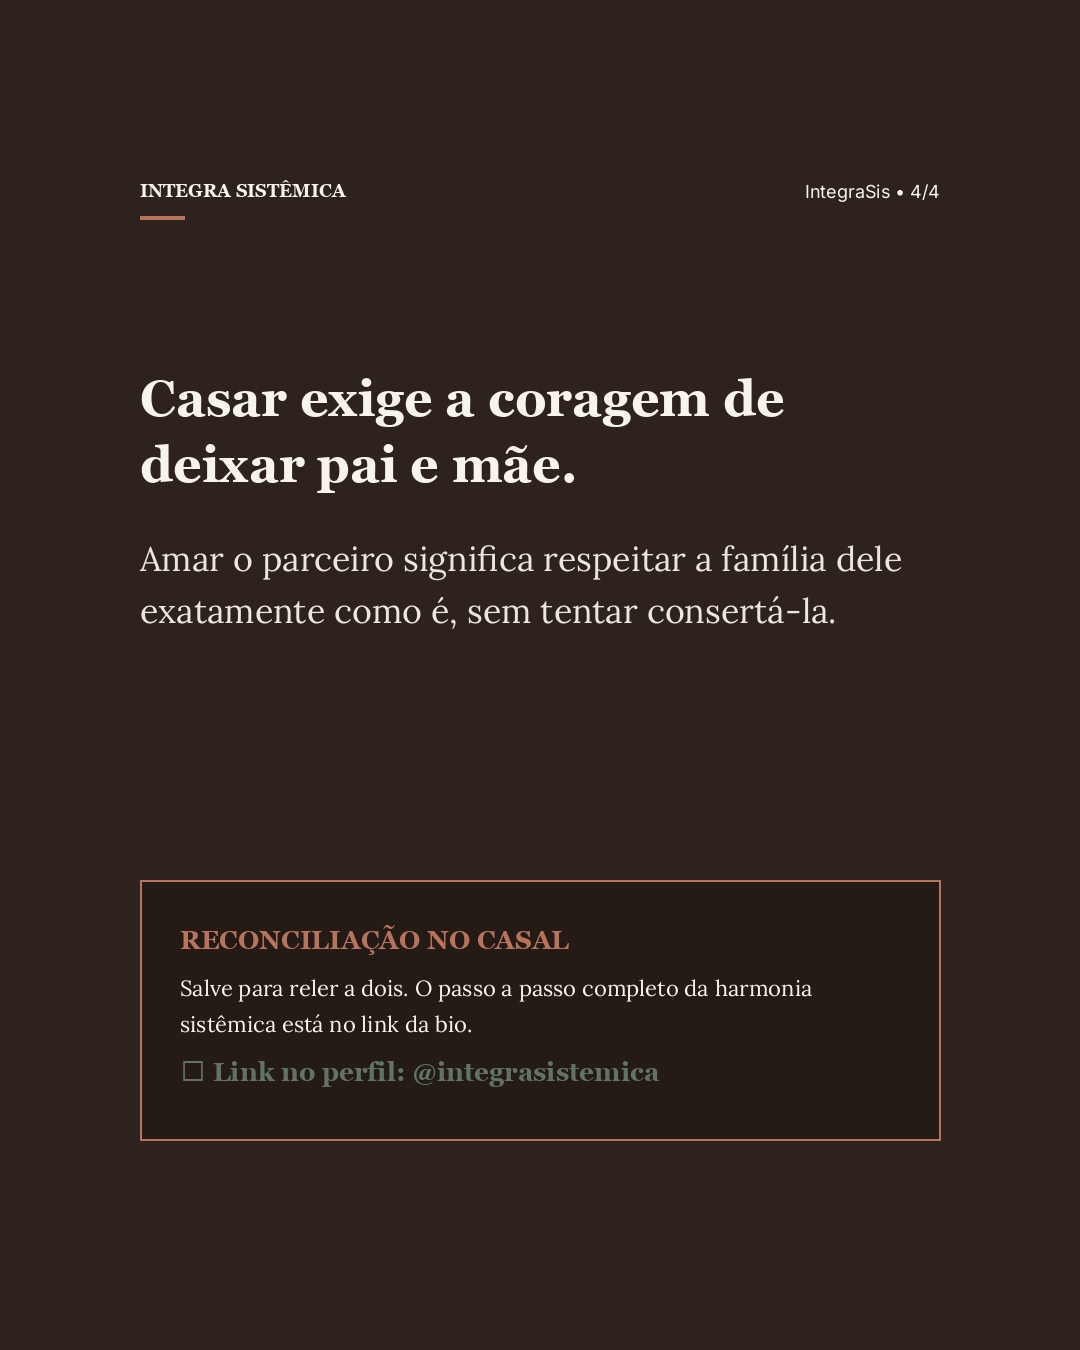 INTEGRA SISTÊMICA
IntegraSis • 4/4
Casar exige a coragem de
deixar pai e mãe.
Amar o parceiro significa respeitar a família dele
exatamente como é, sem tentar consertá-la.
RECONCILIAÇÃO NO CASAL
Salve para reler a dois. O passo a passo completo da harmonia
sistêmica está no link da bio.
☐ Link no perfil: @integrasistemica